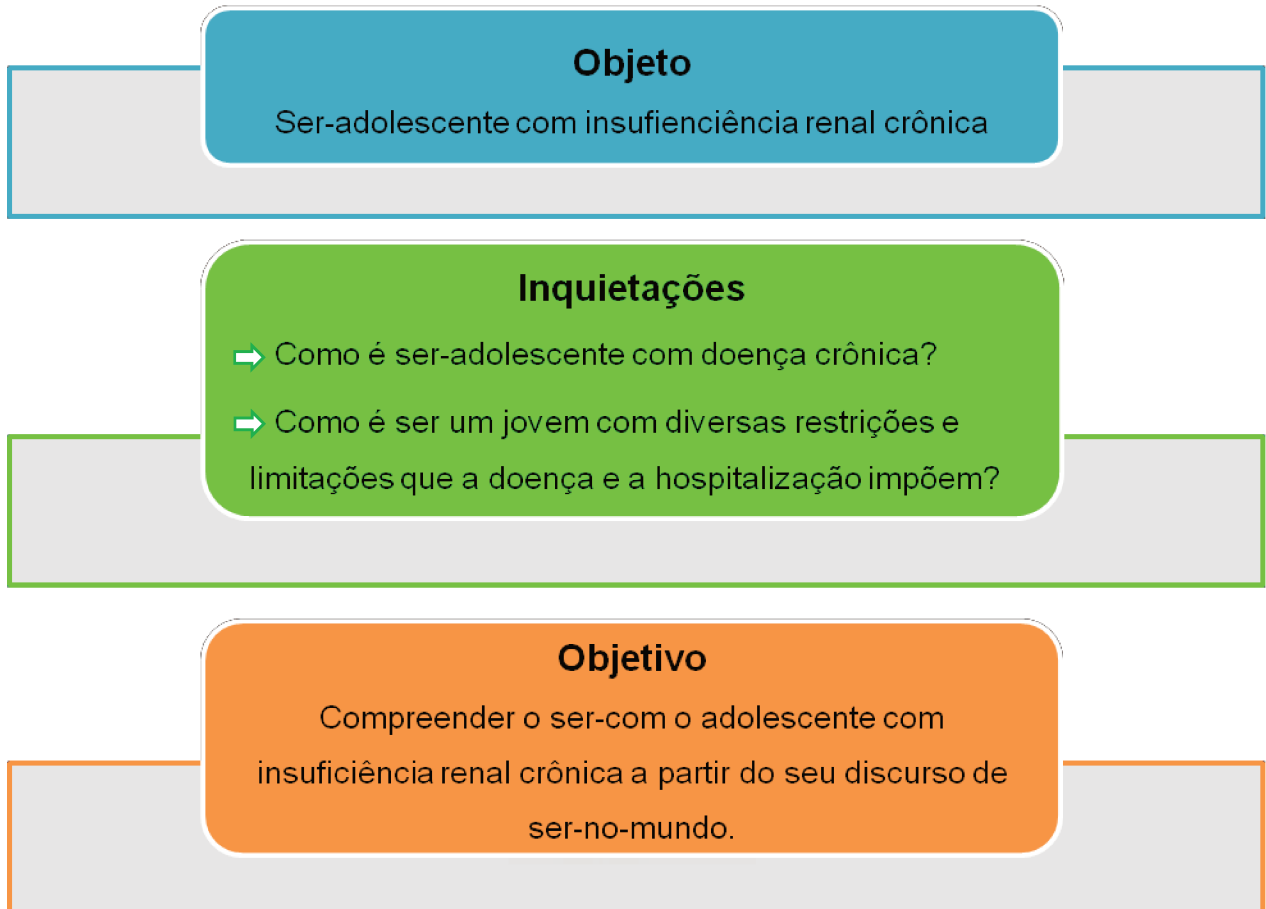 Objeto
Ser-adolescente com insufienciência renal crônica
Inquietações
Como é ser-adolescente com doença crônica?
Como é ser um jovem com diversas restrições e
limitações que a doença e a hospitalização impõem?
Objetivo
Compreender o ser-com o adolescente com
insuficiência renal crônica a partir do seu discurso de
ser-no-mundo.